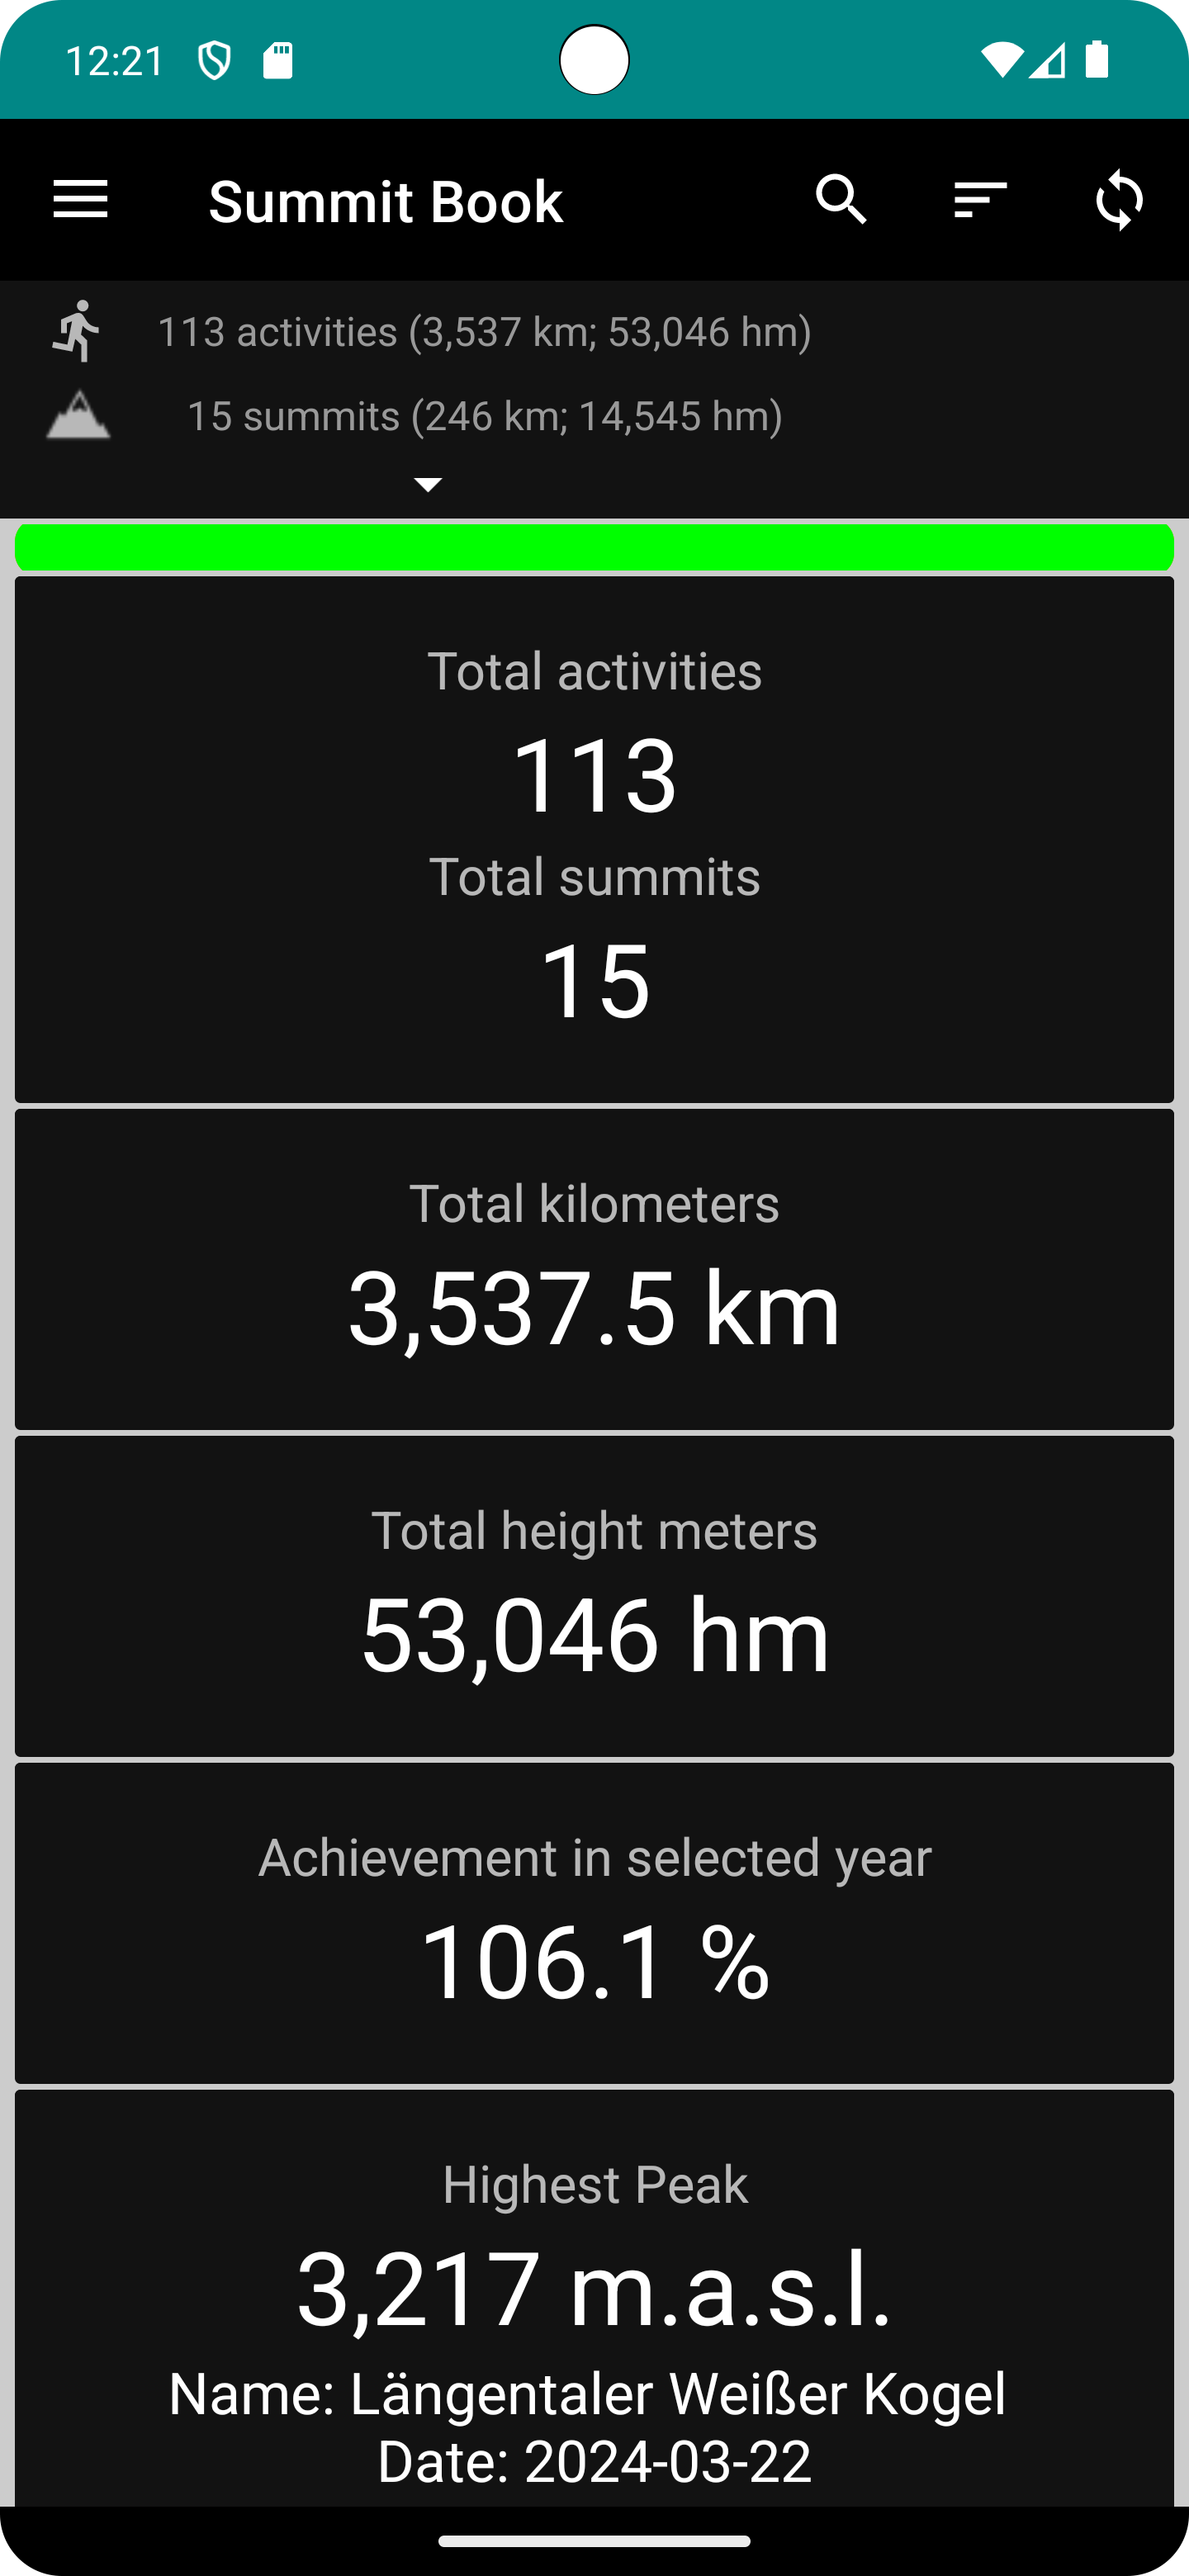 12:21
Summit Book
113 activities (3,537 km; 53,046 hm)
15 summits (246 km; 14,545 hm)
Total activities
113
Total summits
15
Total kilometers
3,537.5 km
Total height meters
53,046 hm
Achievement in selected year
106.1 %
Highest Peak
3,217 m.a.s.l.
Name: Längentaler Weißer Kogel
Date: 2024-03-22